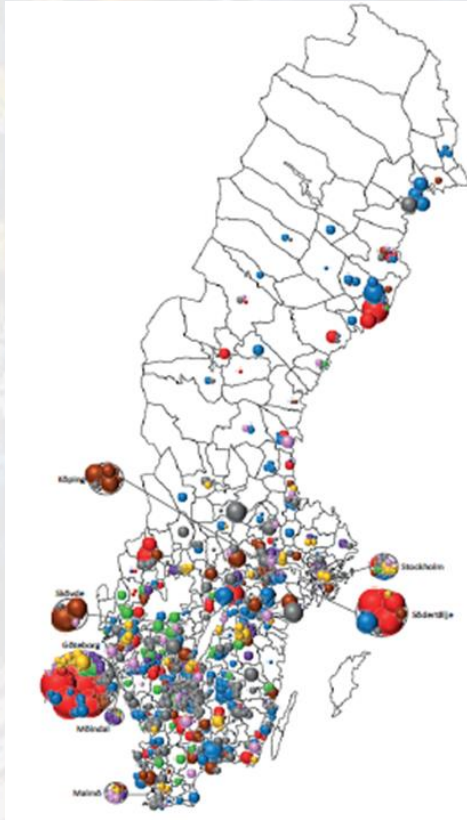 Köping
Stockholm
Skövde
Södertälje
Göteborg
Mölndal
Malmö